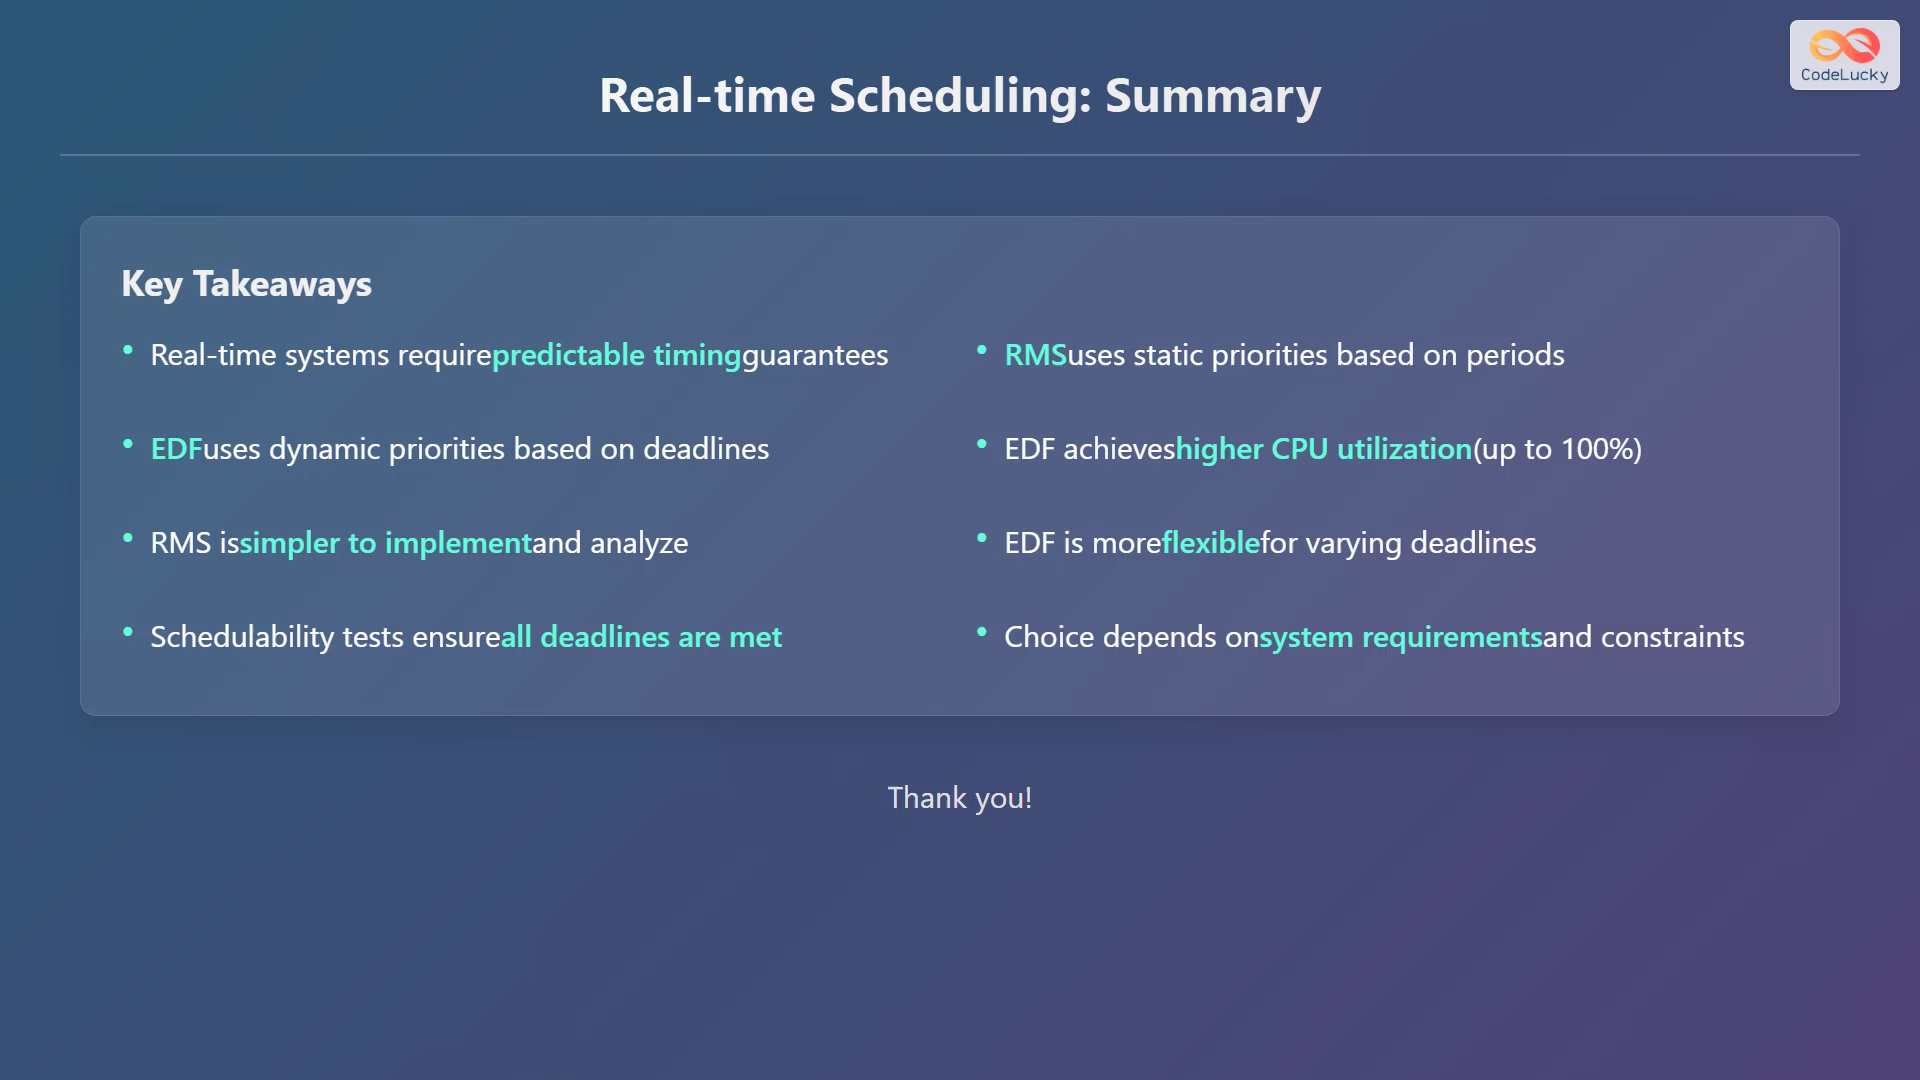 CodeLucky
Real-time Scheduling: Summary
Key Takeaways
• Real-time systems requirepredictable timingguarantees
• RMSuses static priorities based on periods
• EDFuses dynamic priorities based on deadlines
• EDF achieveshigher CPU utilization(up to 100%)
• RMS issimpler to implementand analyze
• EDF is moreflexiblefor varying deadlines
• Schedulability tests ensureall deadlines are met
• Choice depends onsystem requirementsand constraints
Thank you!